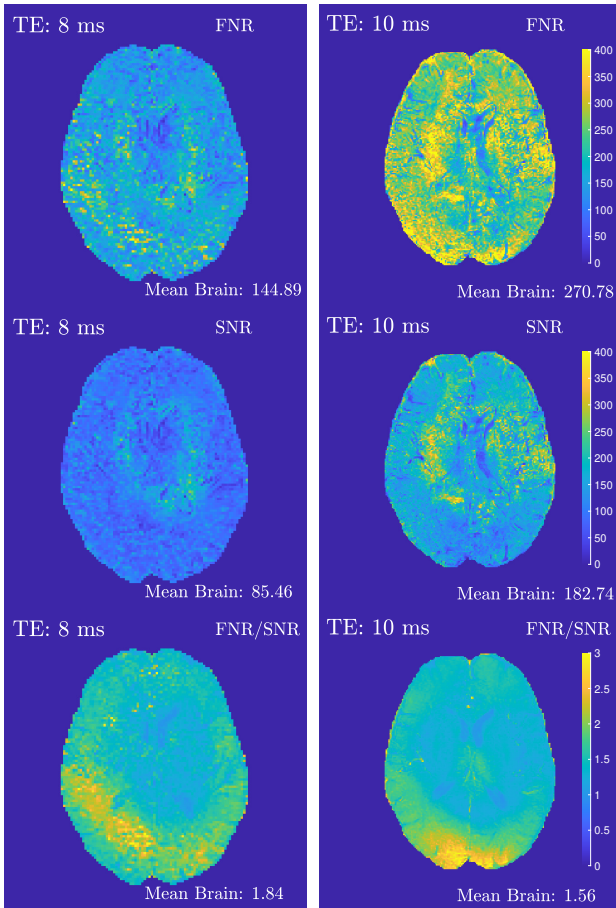 TE: 8 ms FNR
Mean Brain: 144.89
TE: 10 ms FNR
400
350
300
250
200
150
100
50
0
Mean Brain: 270.78
TE: 8 ms SNR
Mean Brain: 85.46
TE: 10 ms SNR
400
350
300
250
200
150
100
50
0
Mean Brain: 182.74
TE: 8 ms FNR/SNR
Mean Brain: 1.84
TE: 10 ms FNR/SNR
3
2.5
2
1.5
1
0.5
0
Mean Brain: 1.56